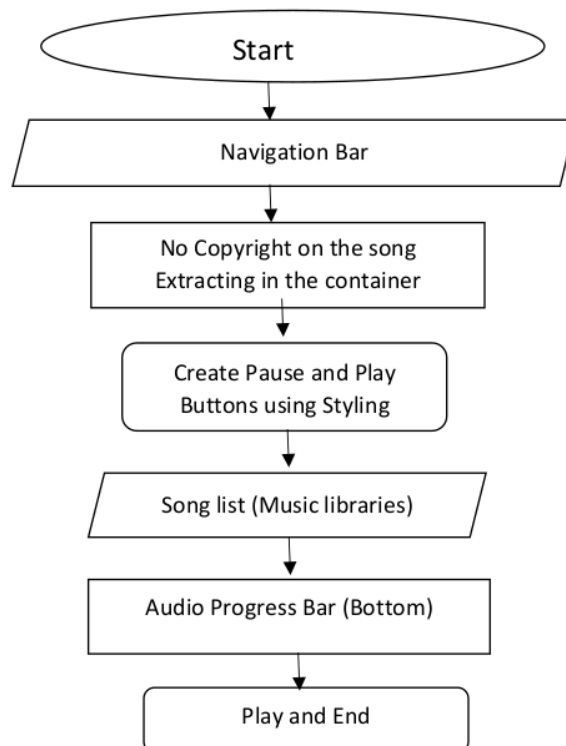 Start
Navigation Bar
No Copyright on the song
Extracting in the container
Create Pause and Play
Buttons using Styling
Song list (Music libraries)
Audio Progress Bar (Bottom)
Play and End